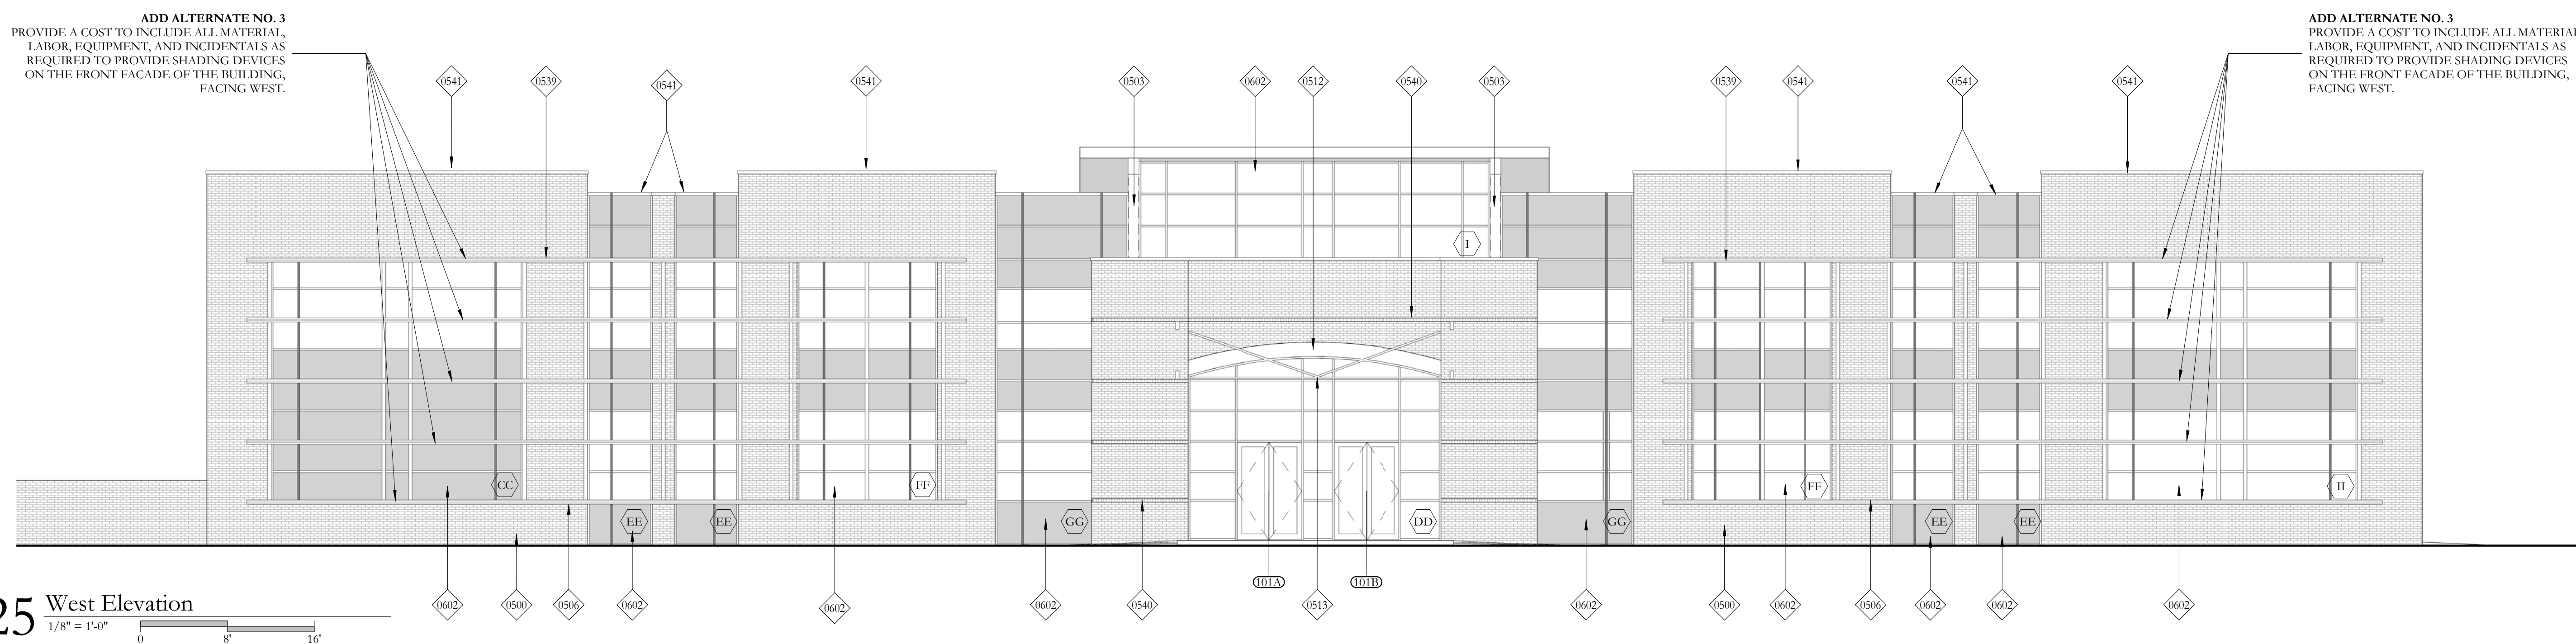 ADD ALTERNATE NO. 3
PROVIDE A COST TO INCLUDE ALL MATERIAL,
LABOR, EQUIPMENT, AND INCIDENTALS AS
REQUIRED TO PROVIDE SHADING DEVICES
ON THE FRONT FACADE OF THE BUILDING,
FACING WEST.
ADD ALTERNATE NO. 3
PROVIDE A COST TO INCLUDE ALL MATERIAL
LABOR, EQUIPMENT, AND INCIDENTALS AS
REQUIRED TO PROVIDE SHADING DEVICES
ON THE FRONT FACADE OF THE BUILDING,
FACING WEST.
0541 0539 0541 0541 0503 0602 0512 0540 0503 0539 0541 0541 0541
I
CC FF FF II
EE EE GG DD GG EE EE
101A 101B
0602 0500 0506 0602 0602 0602 0540 0513 0602 0500 0602 0506 0602 0602 0602
25 West Elevation
1/8" = 1'-0"
0 8' 16'